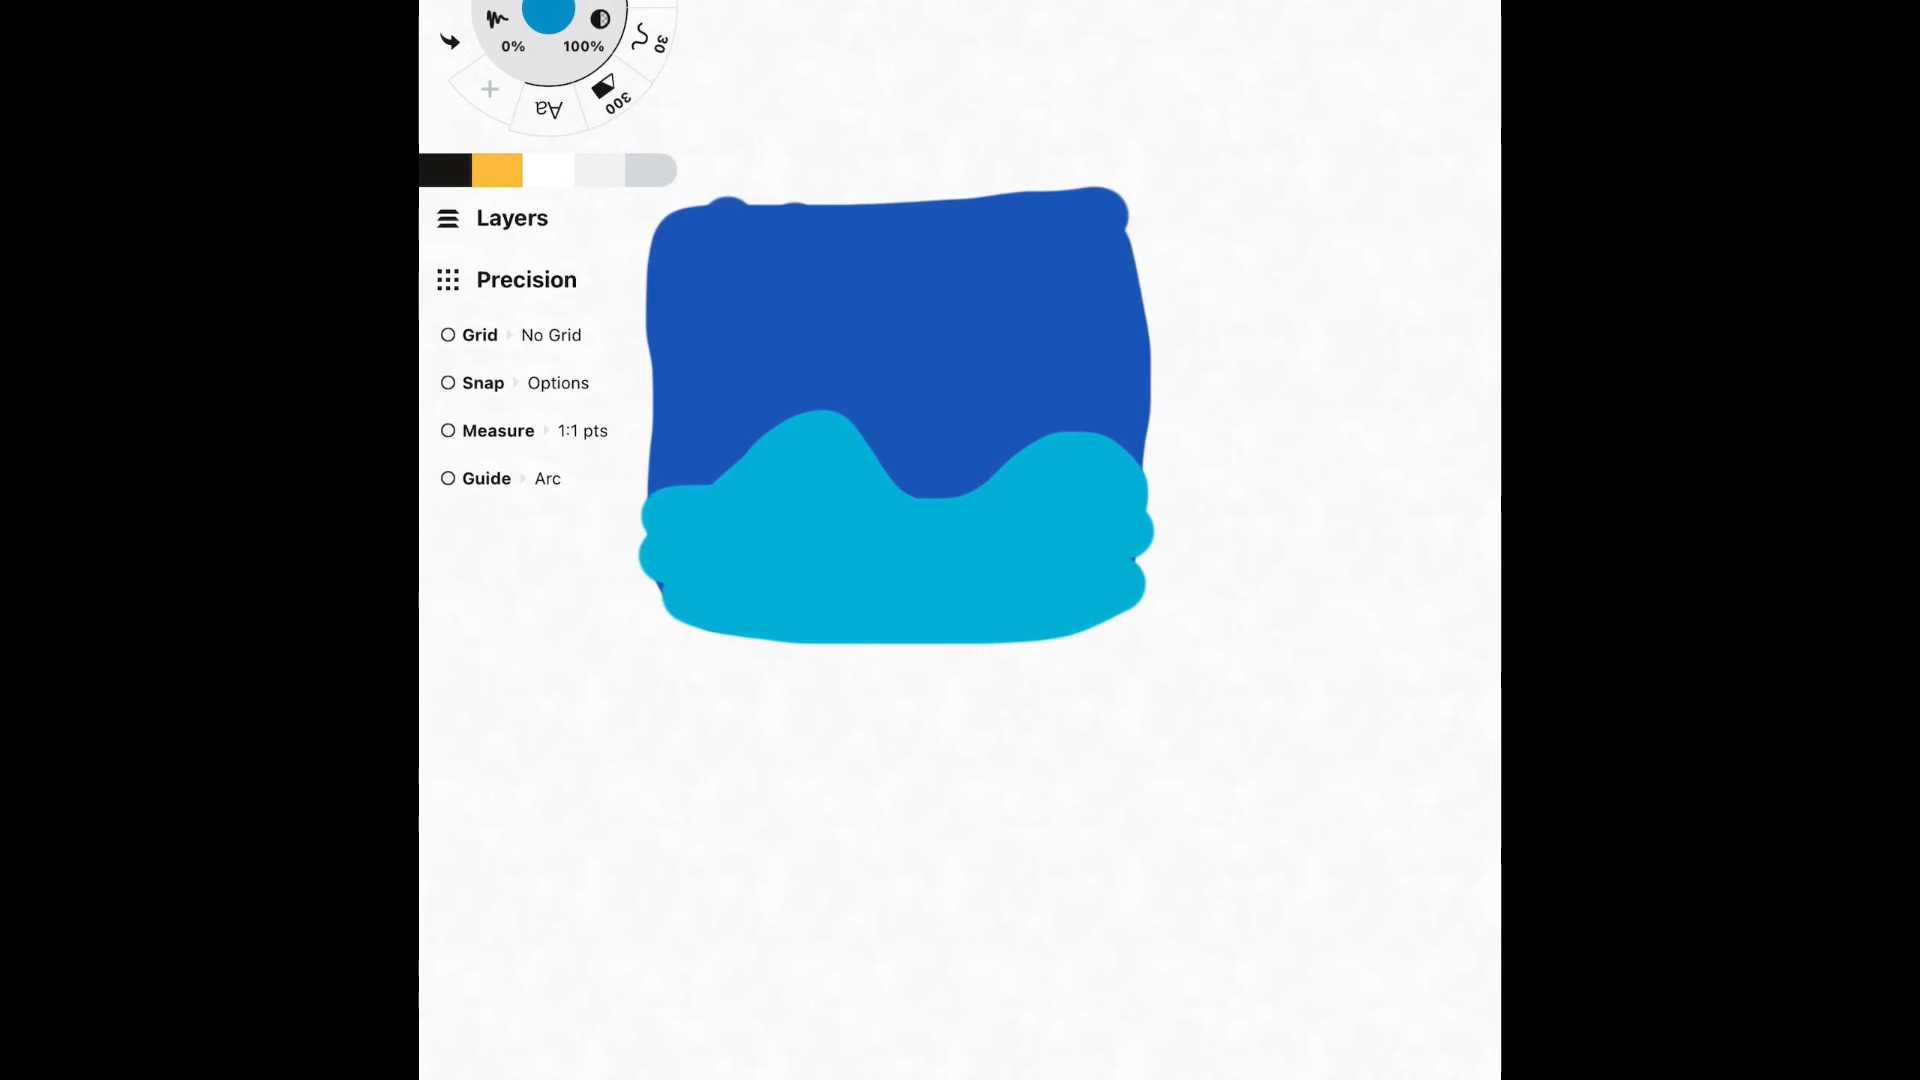 0% 100%
30
300
Aa
Layers
Precision
Grid No Grid
Snap Options
Measure 1:1 pts
Guide Arc